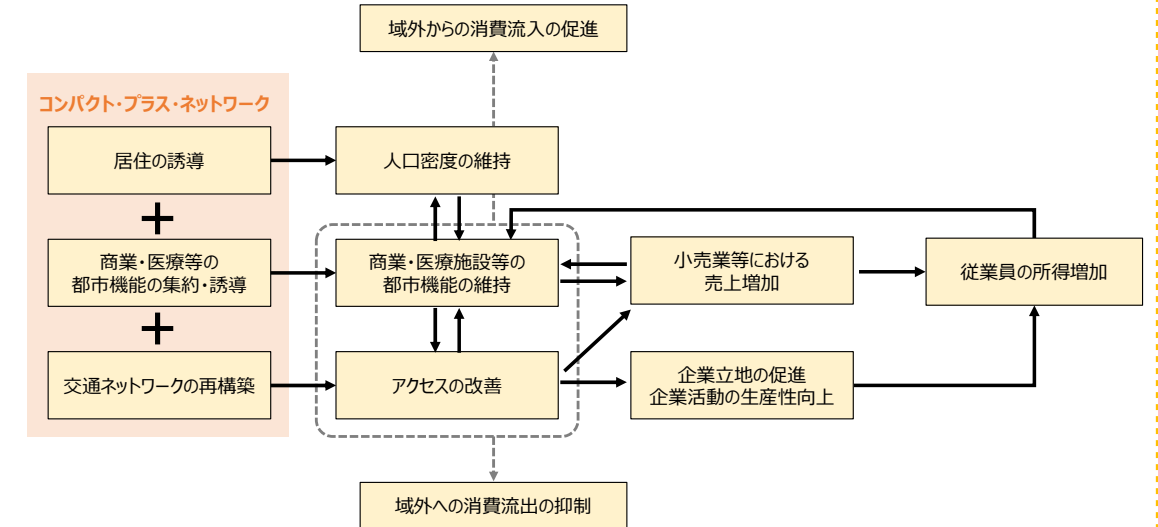 域外からの消費流入の促進
コンパクト・プラス・ネットワーク
居住の誘導
人口密度の維持
＋
商業・医療等の
都市機能の集約・誘導
商業・医療施設等の
都市機能の維持
小売業等における
売上増加
従業員の所得増加
＋
交通ネットワークの再構築
アクセスの改善
企業立地の促進
企業活動の生産性向上
域外への消費流出の抑制